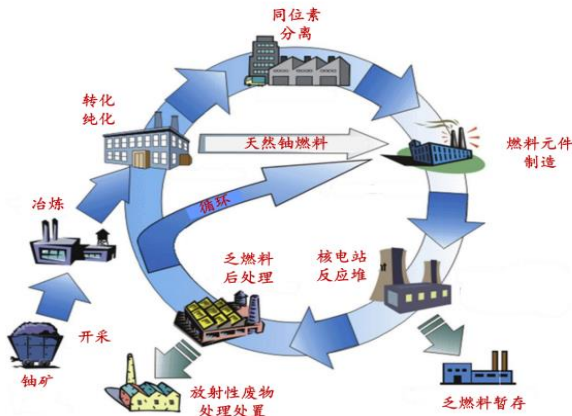 同位素
分离
转化
纯化
天然铀燃料
燃料元件
制造
冶炼
循环
乏燃料
后处理
核电站
反应堆
开采
铀矿
放射性废物
处理处置
乏燃料暂存